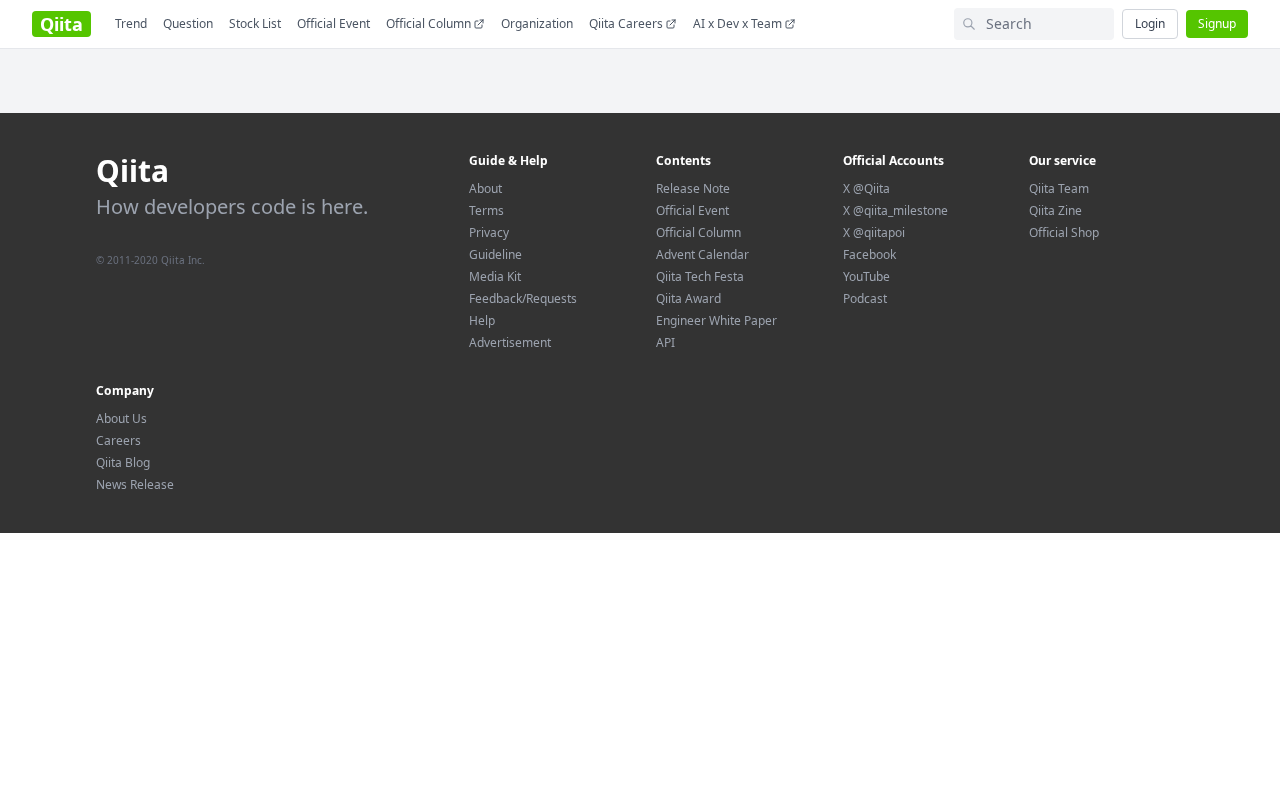 Qiita Trend Question Stock List Official Event Official Column Organization Qiita Careers AI x Dev x Team Search Login Signup
Qiita
How developers code is here.
© 2011-2020 Qiita Inc.
Guide & Help
About
Terms
Privacy
Guideline
Media Kit
Feedback/Requests
Help
Advertisement
Contents
Release Note
Official Event
Official Column
Advent Calendar
Qiita Tech Festa
Qiita Award
Engineer White Paper
API
Official Accounts
X @Qiita
X @qiita_milestone
X @qiitapoi
Facebook
YouTube
Podcast
Our service
Qiita Team
Qiita Zine
Official Shop
Company
About Us
Careers
Qiita Blog
News Release